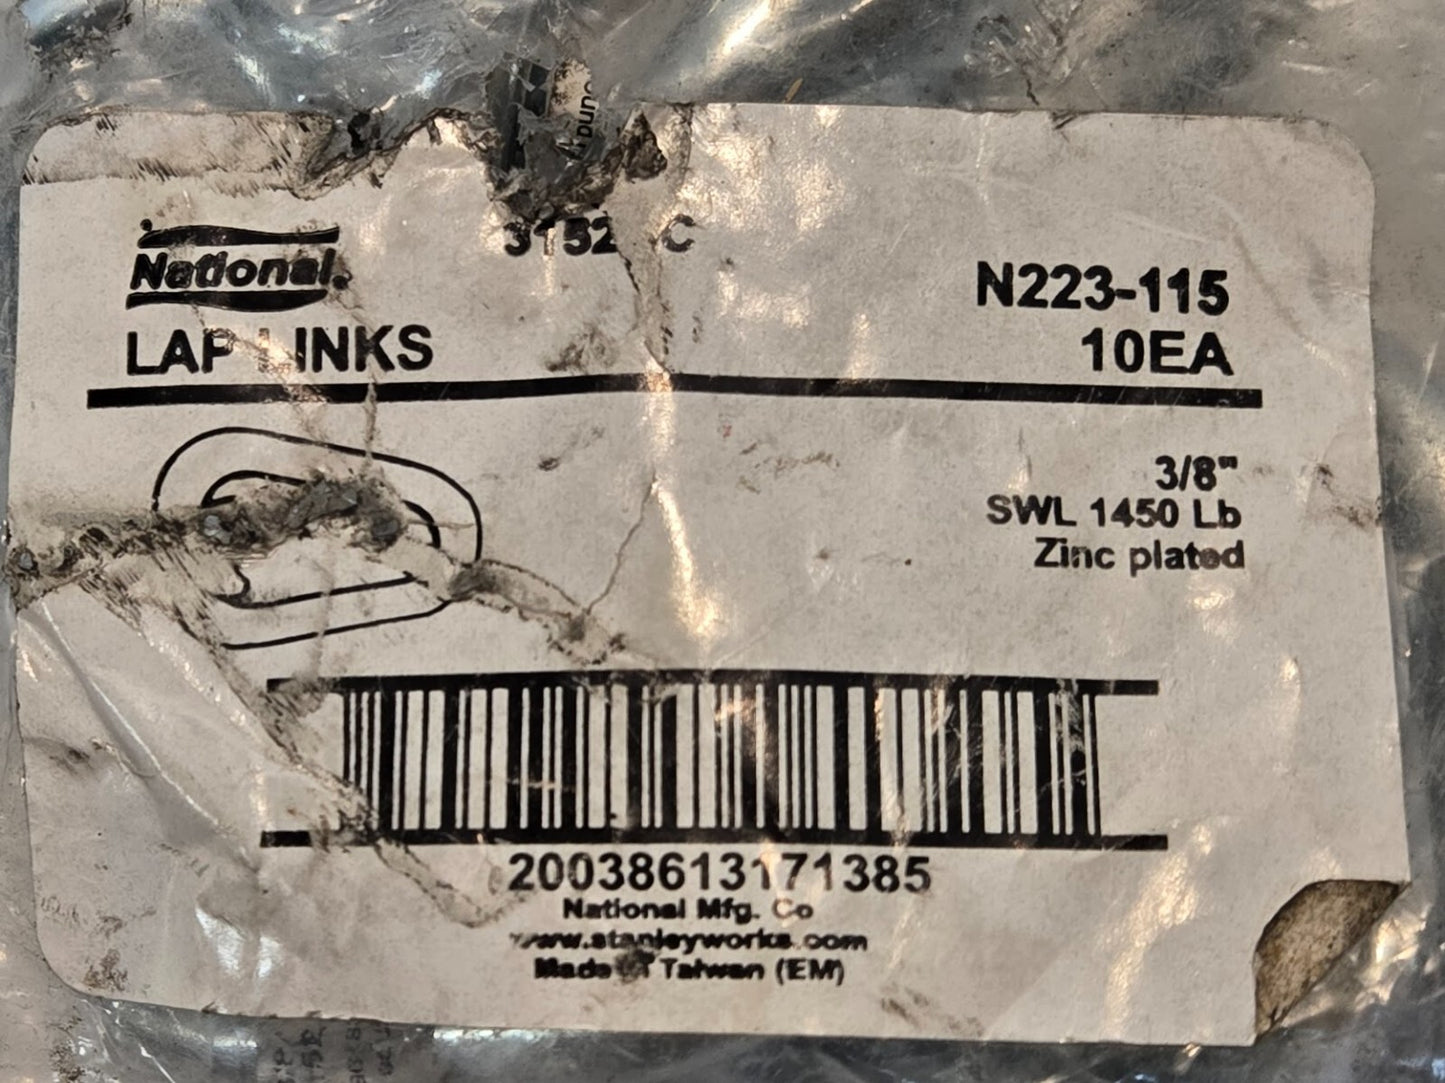 National.
LAP LINKS
N223-115
10EA
3/8"
SWL 1450 Lb
Zinc plated
20038613171385
National Mfg. Co
www.stanleyworks.com
Made Taiwan (EM)